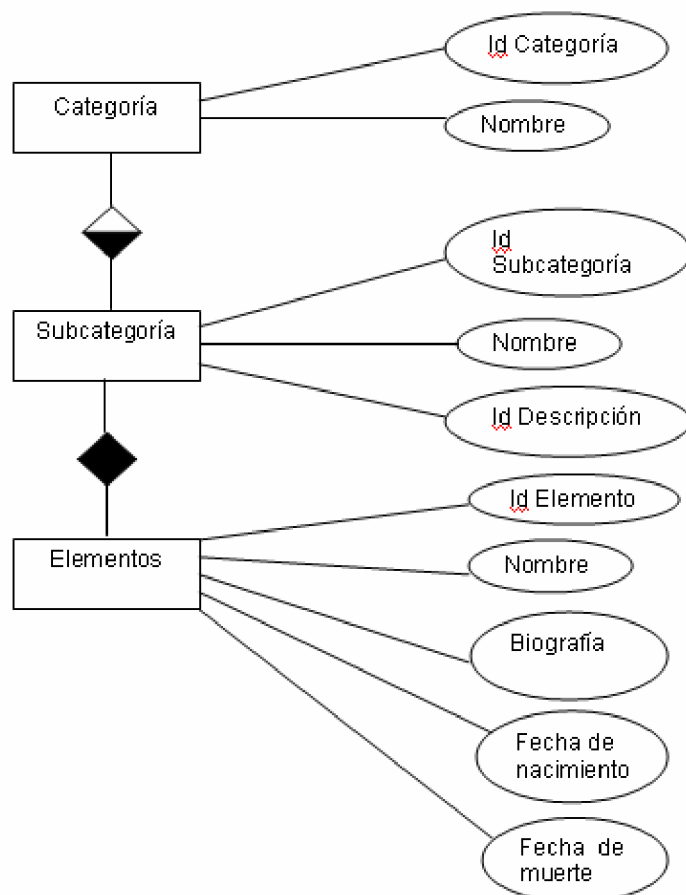 Id Categoría
Categoría
Nombre
Id
Subcategoría
Subcategoría
Nombre
Id Descripción
Id Elemento
Elementos
Nombre
Biografía
Fecha de
nacimiento
Fecha de
muerte